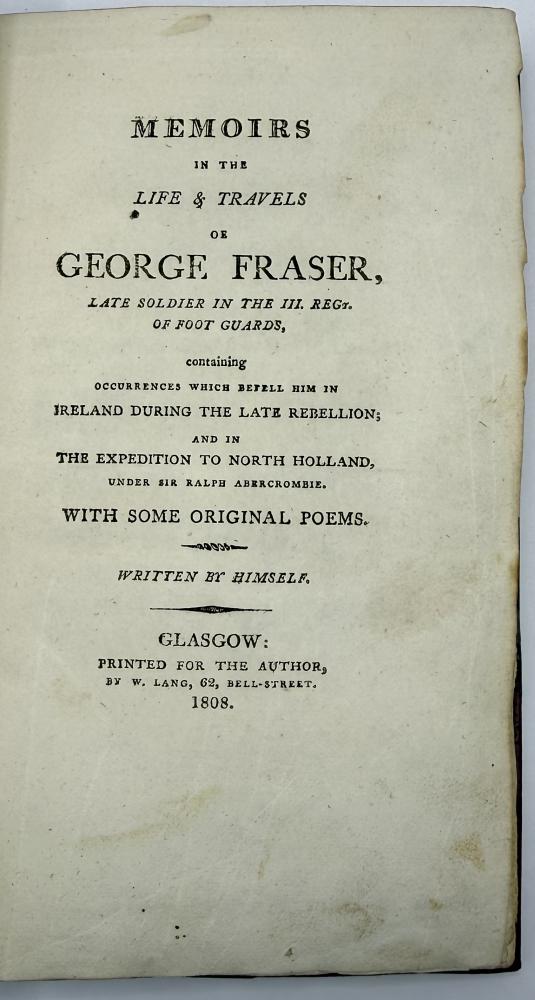 MEMOIRS
IN THE
LIFE & TRAVELS
OF
GEORGE FRASER,
LATE SOLDIER IN THE III. REGT.
OF FOOT GUARDS,
containing
OCCURRENCES WHICH BEFELL HIM IN
IRELAND DURING THE LATE REBELLION;
AND IN
THE EXPEDITION TO NORTH HOLLAND,
UNDER SIR RALPH ABERCROMBIE.
WITH SOME ORIGINAL POEMS.
WRITTEN BY HIMSELF.
GLASGOW:
PRINTED FOR THE AUTHOR,
BY W. LANG, 62, BELL-STREET.
1808.